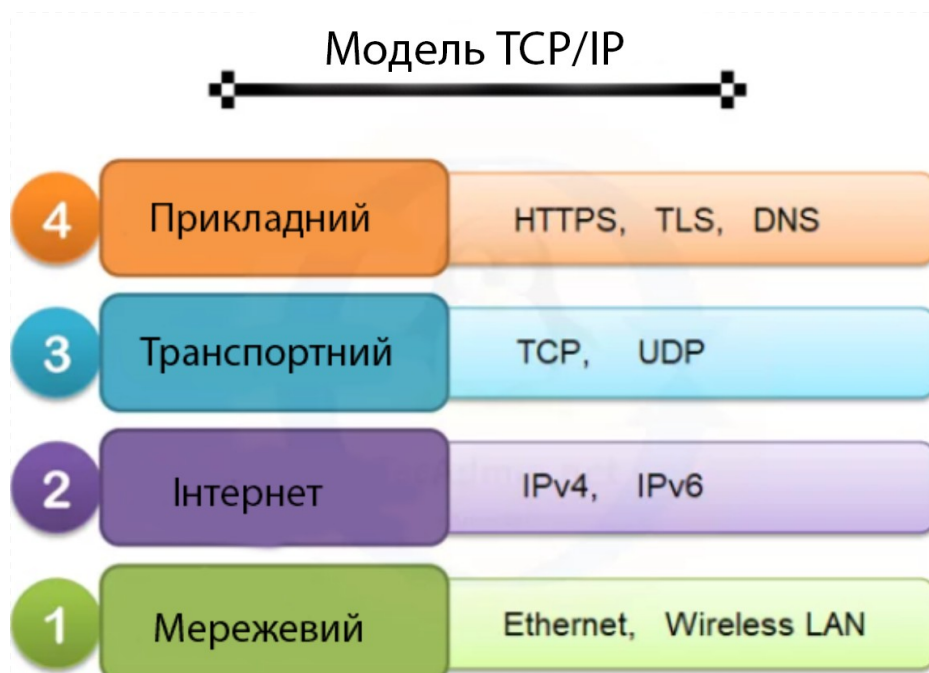 Модель TCP/IP
4 Прикладний HTTPS, TLS, DNS
3 Транспортний TCP, UDP
2 Інтернет IPv4, IPv6
1 Мережевий Ethernet, Wireless LAN